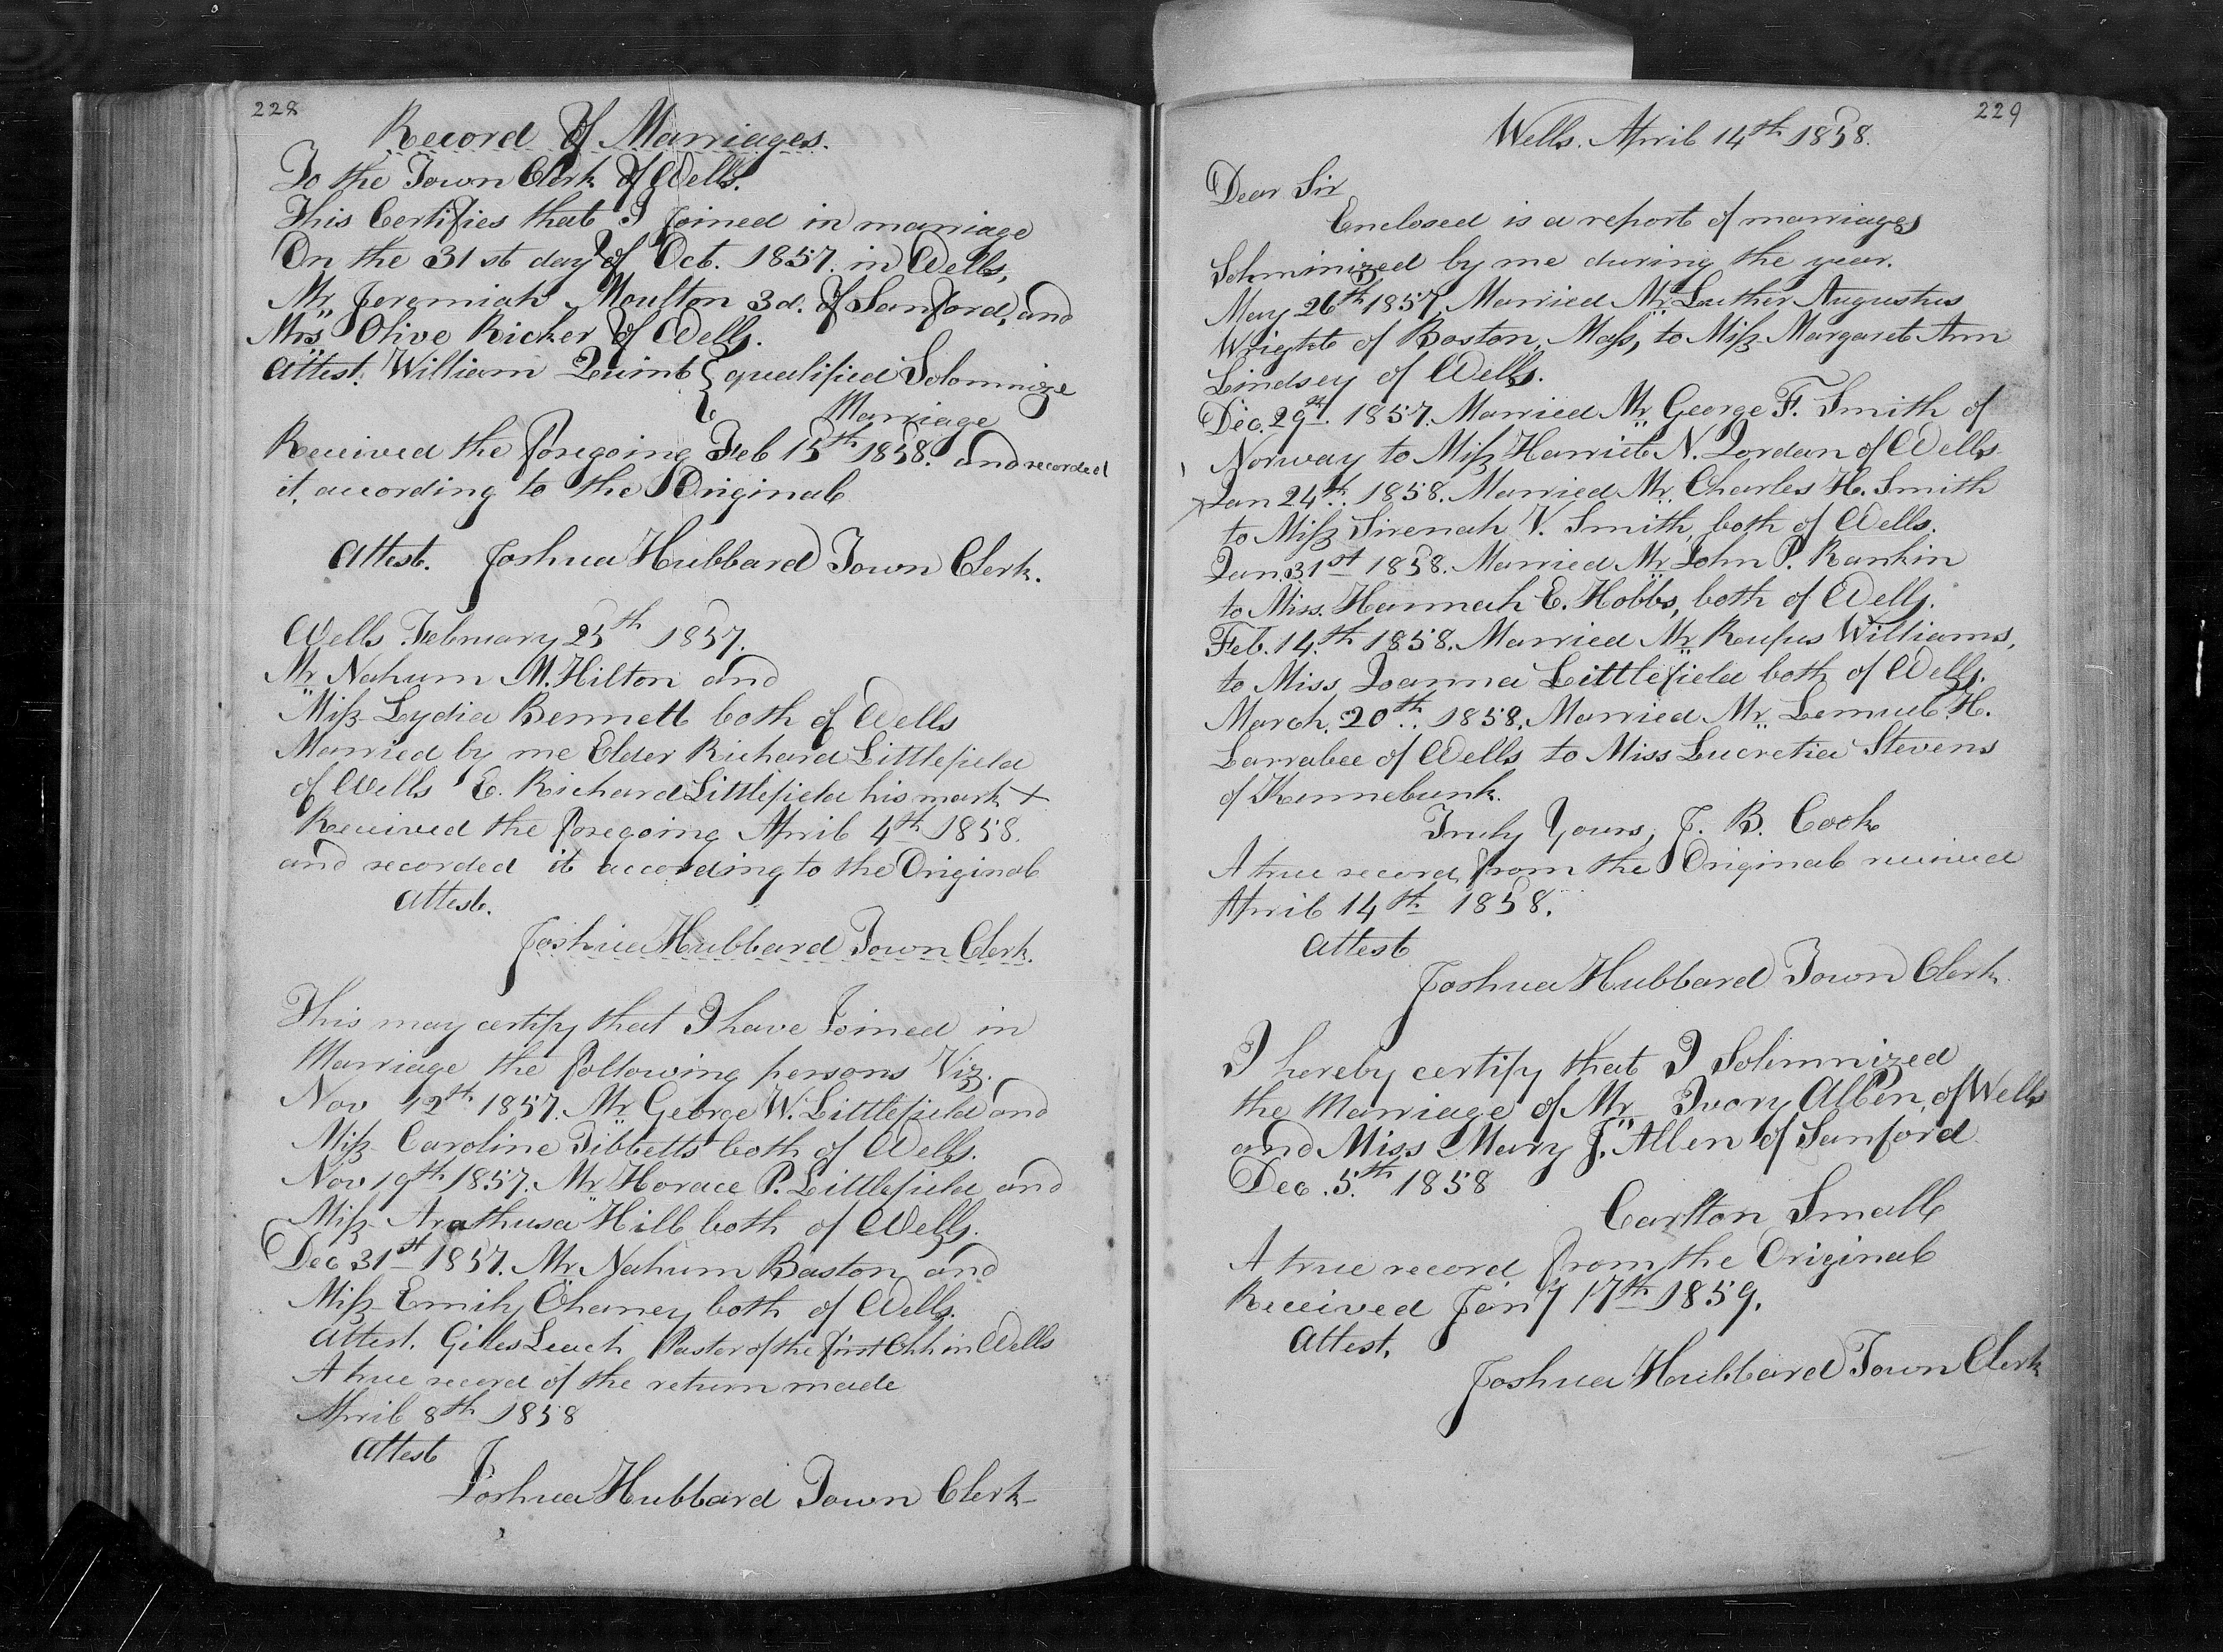 228
Record of Marriages.
To the Town Clerk of Wells.
This Certifies that I joined in marriage
On the 31st day of Oct. 1857. in Wells,
Mr Jeremiah Moulton 3d. of Sanford, and
Mrs Olive Ricker of Wells.
Attest. William Quint { qualified Solomnize
Marriage
Received the foregoing Feb 15th 1858. and recorded
it, according to the Original
Attest. Joshua Hubbard Town Clerk.
Wells February 25th 1857.
Mr Nahum M. Hilton and
Miss Lydia Bennett both of Wells
Married by me Elder Richard Littlefield
of Wells E. Richard Littlefield his mark +
Received the foregoing April 4th 1858.
and recorded it according to the Original
Attest.
Joshua Hubbard Town Clerk.
This may certify that I have Joined in
Marriage the following persons Viz.
Nov 12th 1857. Mr George W. Littlefield and
Miss Caroline Tibbetts both of Wells.
Nov 19th 1857. Mr Horace P. Littlefield and
Miss Arathusa Hill both of Wells.
Dec 31st 1857. Mr Nahum Baston and
Miss Emily Chaney both of Wells.
Attest. Giles Leach Pastor of the first Chh in Wells
A true record of the return made
April 8th 1858
Attest
Joshua Hubbard Town Clerk
229
Wells. April 14th 1858.
Dear Sir
Enclosed is a report of marriages
Solminized by me during the year.
May 26th 1857, Married Mr Luther Augustus
Wright of Boston, Mass, to Miss Margaret Ann
Lindsey of Wells.
Dec. 29th. 1857. Married Mr George F. Smith of
Norway to Miss Harriet N. Jordan of Wells
Jan 24th. 1858. Married Mr. Charles H. Smith
to Miss Sirenah V. Smith, both of Wells.
Jan. 31st 1858. Married Mr John P. Rankin
to Miss. Hannah E. Hobbs, both of Wells.
Feb. 14.th 1858. Married Mr Rufus Williams,
to Miss Joanna Littlefield both of Wells.
March. 20th. 1858. Married Mr. Lemuel H.
Larrabee of Wells to Miss Lucretia Stevens
of Kennebunk.
Truly Yours, J. B. Cook
A true record from the Original received
April 14th 1858.
Attest
Joshua Hubbard Town Clerk.
I hereby certify that I Solemnized
the Marriage of Mr Ivory Allen, of Wells
and Miss Mary J. Allen of Sanford
Dec. 5.th 1858
Carlton Small
A true record from the Original
Received Jan'y 17th 1859.
Attest,
Joshua Hubbard Town Clerk